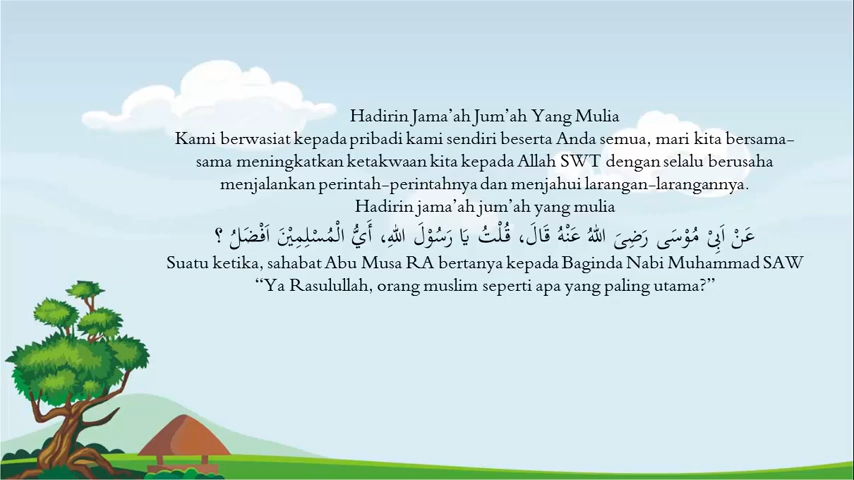 Hadirin Jama'ah Jum'ah Yang Mulia
Kami berwasiat kepada pribadi kami sendiri beserta Anda semua, mari kita bersama-
sama meningkatkan ketakwaan kita kepada Allah SWT dengan selalu berusaha
menjalankan perintah-perintahnya dan menjahui larangan-larangannya.
Hadirin jama'ah jum'ah yang mulia
عَنْ اَبِيْ مُوْسَى رَضِيَ اللهُ عَنْهُ قَالَ، قُلْتُ يَا رَسُوْلَ اللهِ، أَيُّ الْمُسْلِمِيْنَ اَفْضَلُ ؟
Suatu ketika, sahabat Abu Musa RA bertanya kepada Baginda Nabi Muhammad SAW
“Ya Rasulullah, orang muslim seperti apa yang paling utama?”